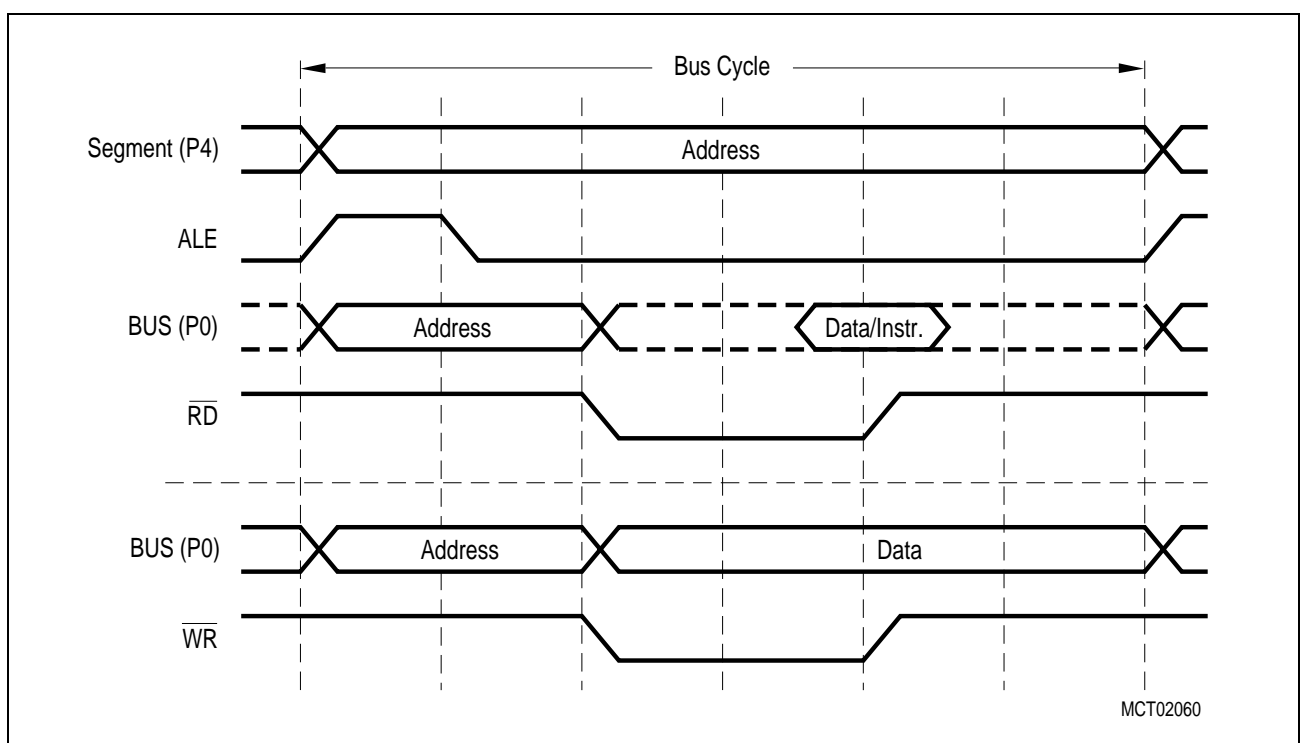 Bus Cycle
Segment (P4)
Address
ALE
BUS (P0)
Address
Data/Instr.
RD
BUS (P0)
Address
Data
WR
MCT02060